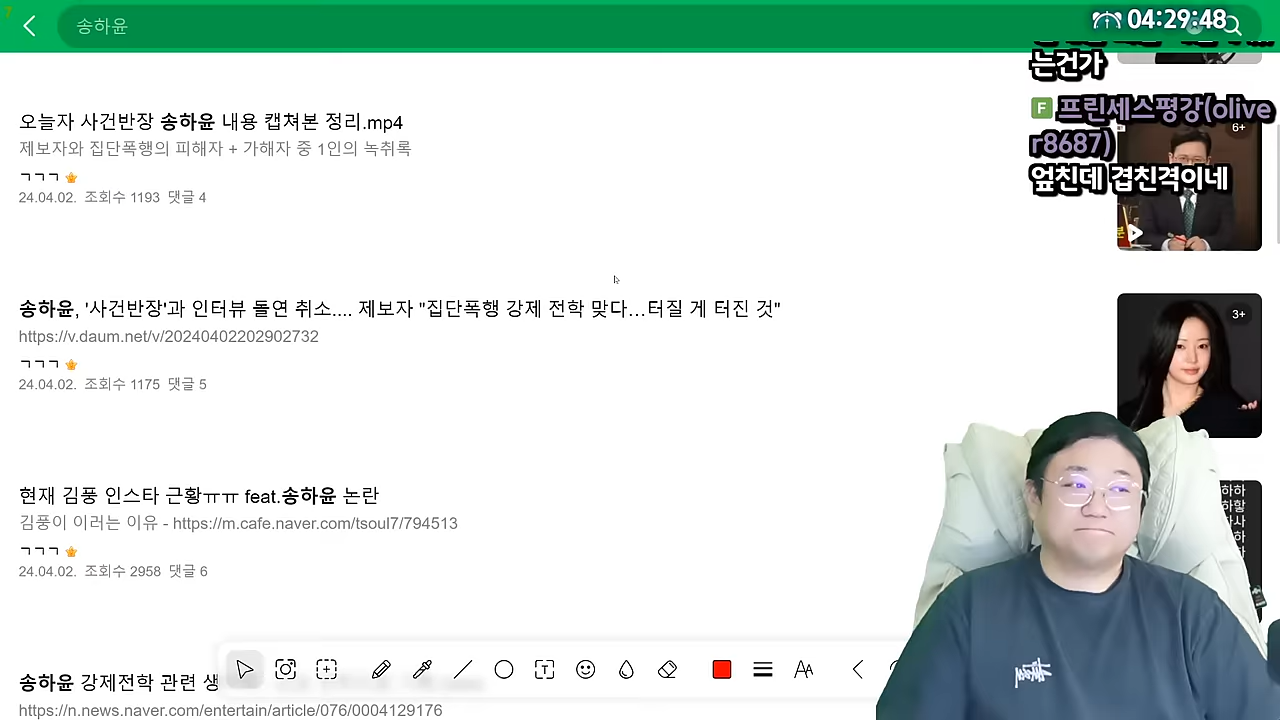 송하윤
04:29:48
는건가
F 프린세스평강(olive
r8687)
엎친데 겹친격이네
오늘자 사건반장 송하윤 내용 캡쳐본 정리.mp4
제보자와 집단폭행의 피해자 + 가해자 중 1인의 녹취록
ㄱㄱㄱ
24.04.02. 조회수 1193 댓글 4
6+
송하윤, '사건반장'과 인터뷰 돌연 취소.... 제보자 "집단폭행 강제 전학 맞다…터질 게 터진 것"
https://v.daum.net/v/20240402202902732
ㄱㄱㄱ
24.04.02. 조회수 1175 댓글 5
3+
현재 김풍 인스타 근황ㅠㅠ feat.송하윤 논란
김풍이 이러는 이유 - https://m.cafe.naver.com/tsoul7/794513
ㄱㄱㄱ
24.04.02. 조회수 2958 댓글 6
송하윤 강제전학 관련 생
https://n.news.naver.com/entertain/article/076/0004129176